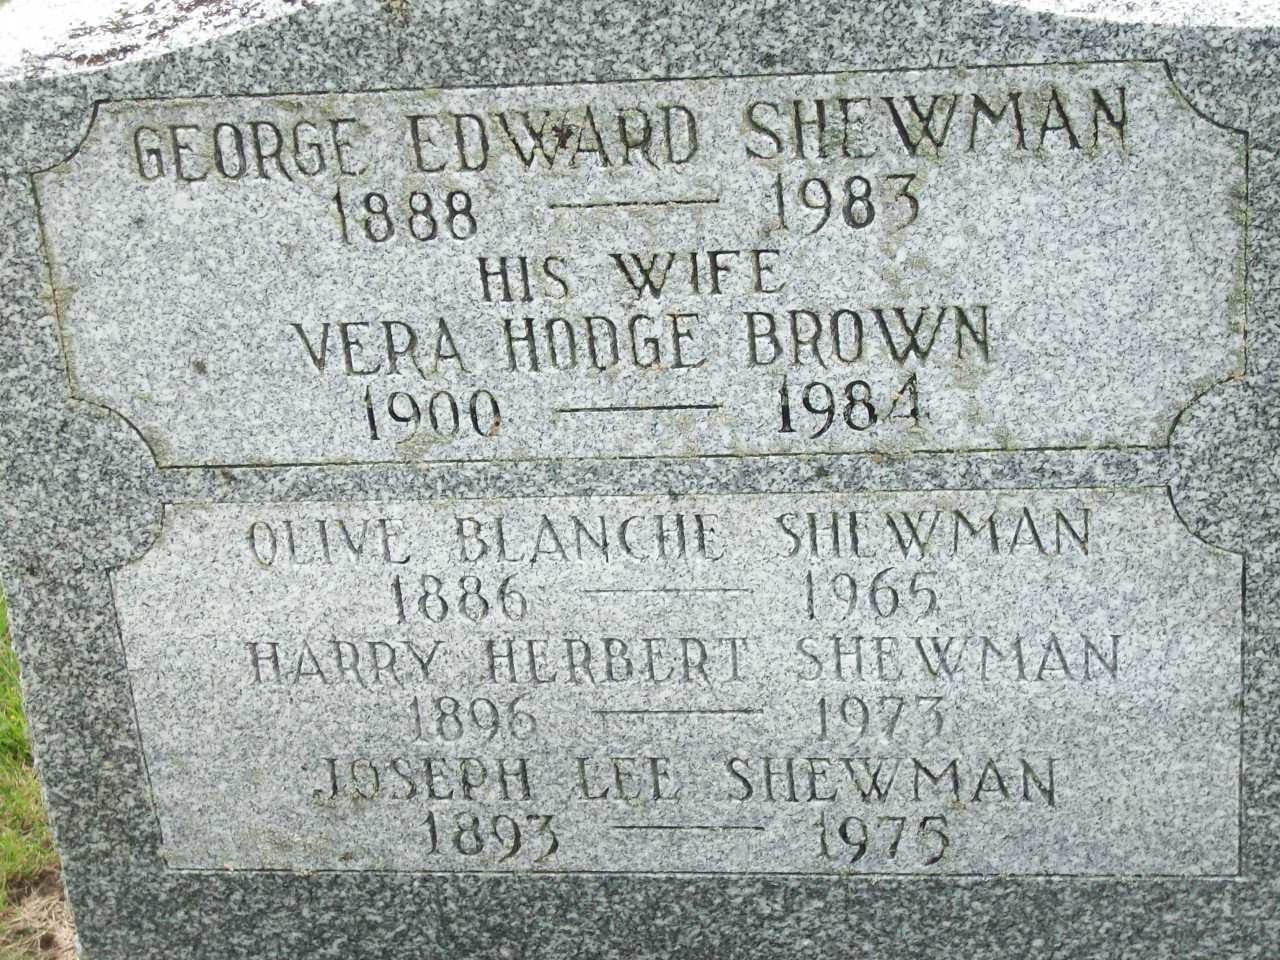 GEORGE EDWARD SHEWMAN
1888 — 1983
HIS WIFE
VERA HODGE BROWN
1900 — 1984
OLIVE BLANCHE SHEWMAN
1886 — 1965
HARRY HERBERT SHEWMAN
1896 — 1973
JOSEPH LEE SHEWMAN
1893 — 1975